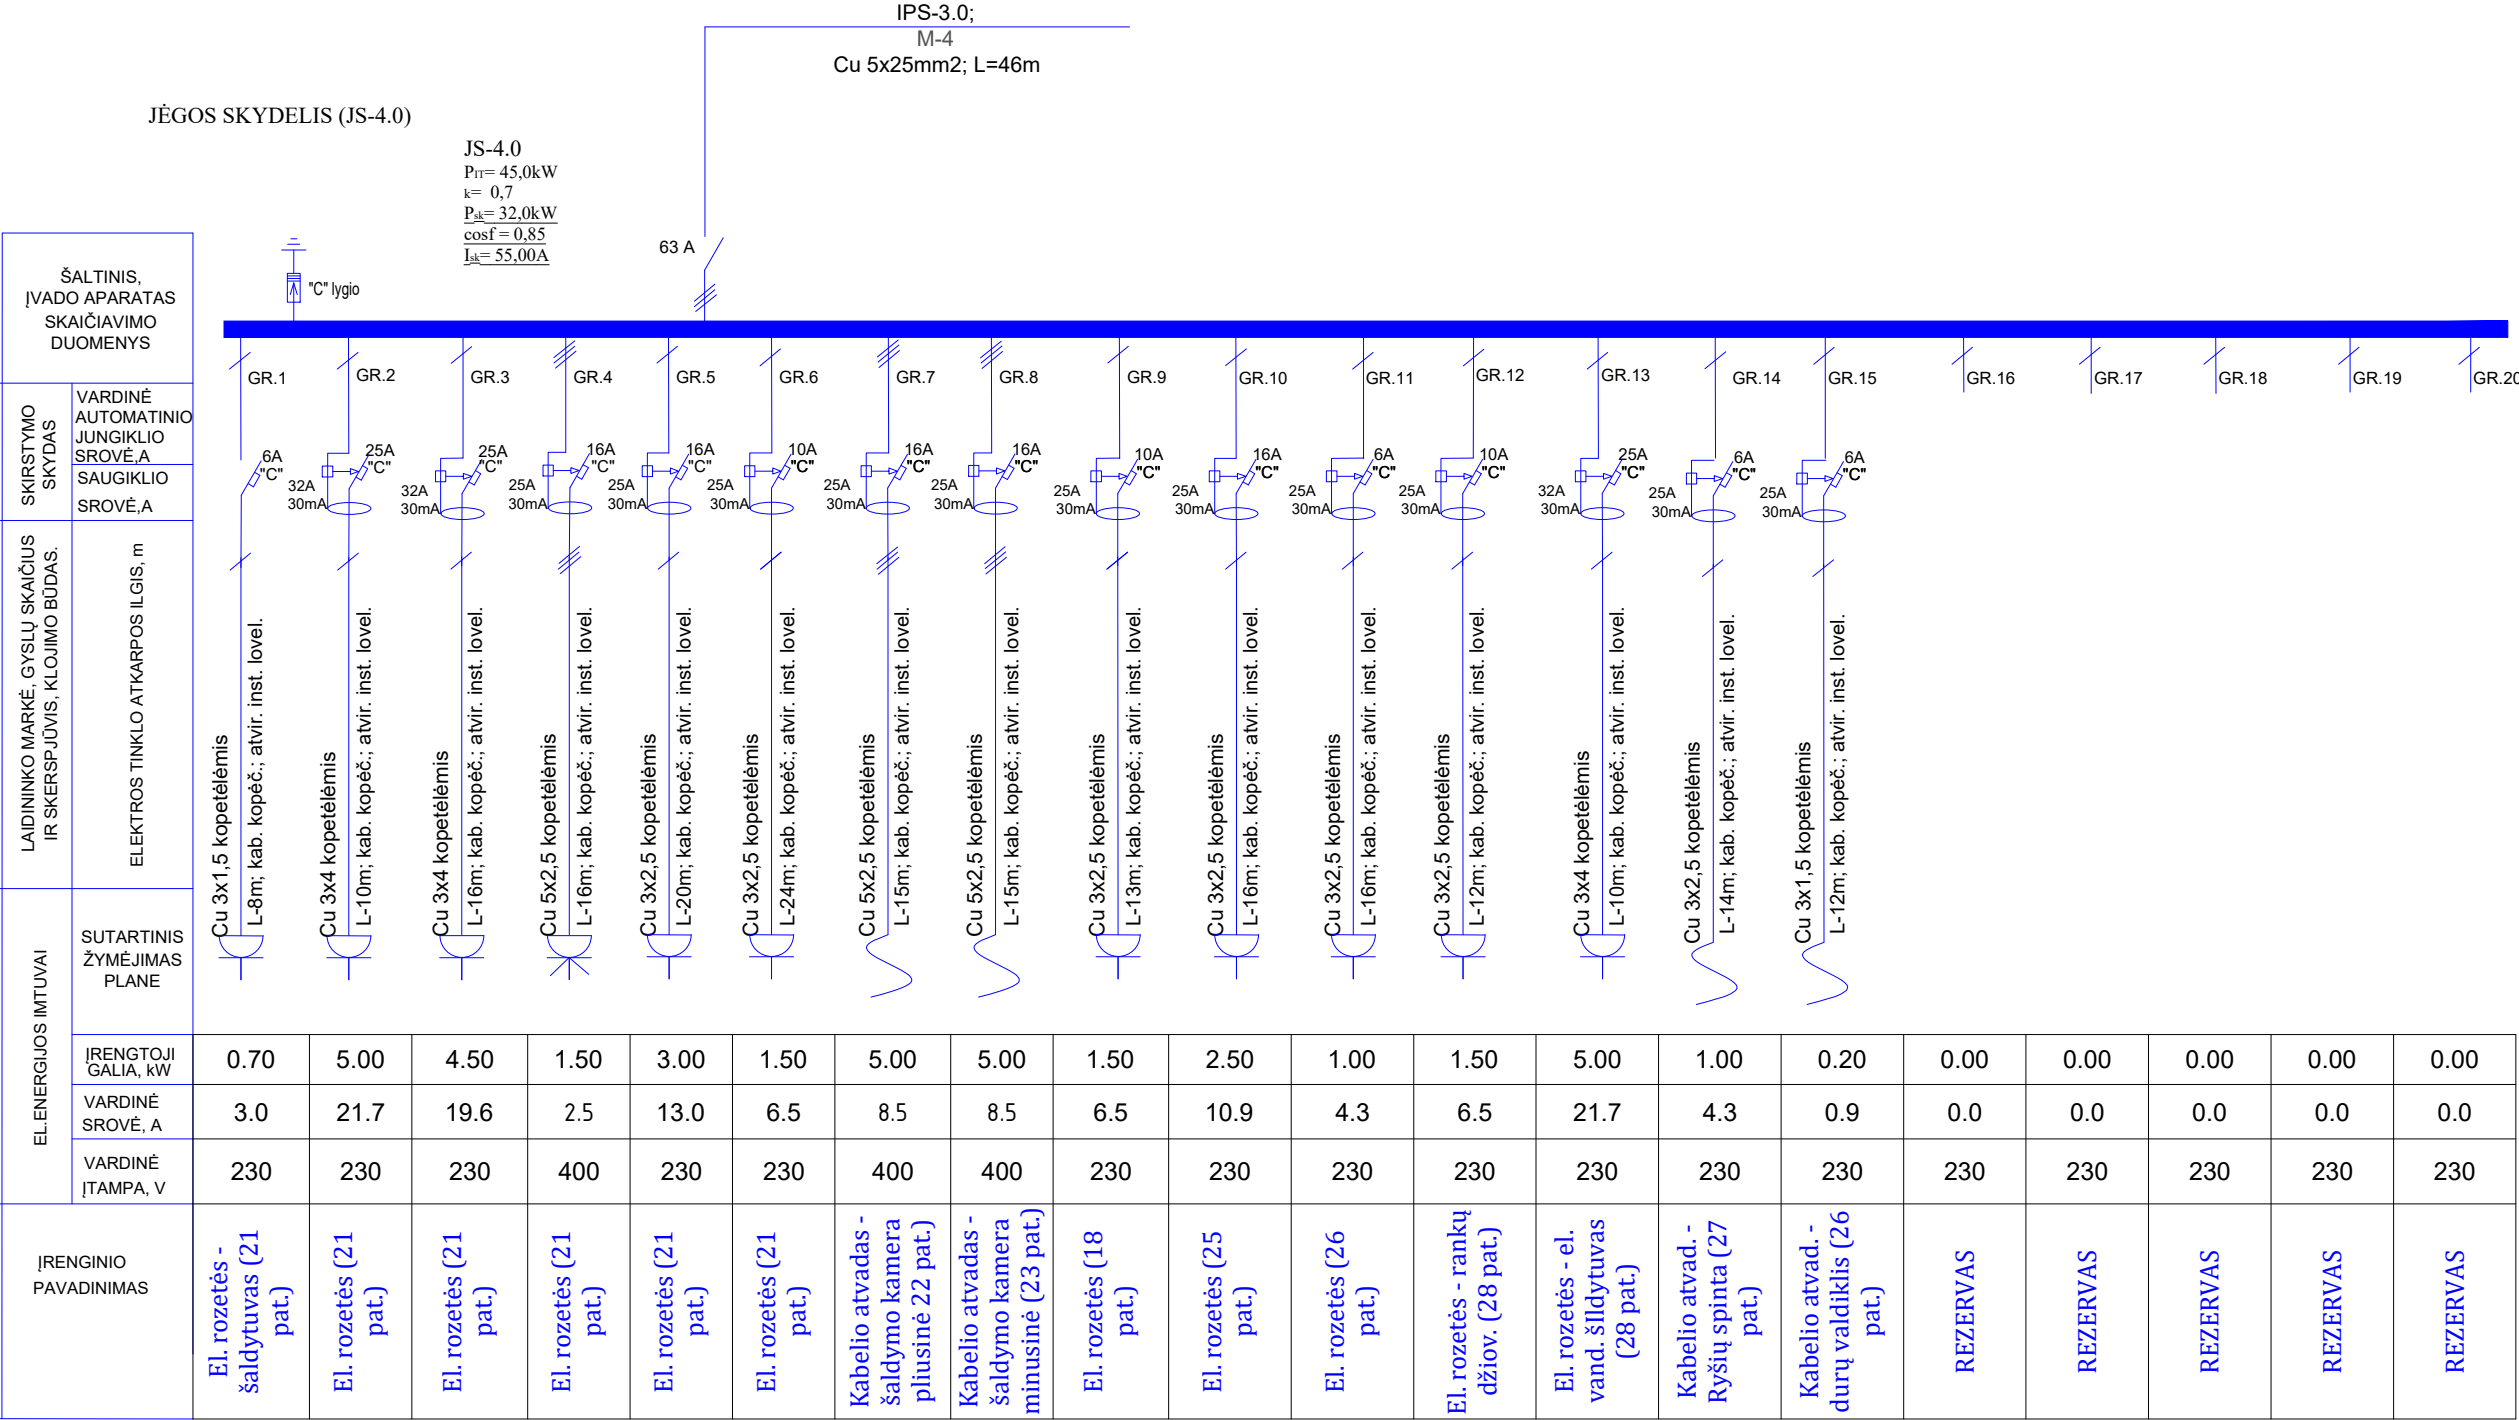 IPS-3.0;
M-4
Cu 5x25mm2; L=46m
JĖGOS SKYDELIS (JS-4.0)
JS-4.0
PIT= 45,0kW
k= 0,7
Psk= 32,0kW
cosf = 0,85
Isk= 55,00A
63 A
"C" lygio
ŠALTINIS,
ĮVADO APARATAS
SKAIČIAVIMO
DUOMENYS
GR.1
GR.2
GR.3
GR.4
GR.5
GR.6
GR.7
GR.8
GR.9
GR.10
GR.11
GR.12
GR.13
GR.14
GR.15
GR.16
GR.17
GR.18
GR.19
GR.20
SKIRSTYMO
SKYDAS
VARDINĖ
AUTOMATINIO
JUNGIKLIO
SROVĖ,A
SAUGIKLIO
SROVĖ,A
6A
"C"
25A
"C"
32A
30mA
25A
"C"
32A
30mA
16A
"C"
25A
30mA
16A
"C"
25A
30mA
10A
"C"
25A
30mA
16A
"C"
25A
30mA
16A
"C"
25A
30mA
10A
"C"
25A
30mA
16A
"C"
25A
30mA
6A
"C"
25A
30mA
10A
"C"
25A
30mA
25A
"C"
32A
30mA
6A
"C"
25A
30mA
6A
"C"
25A
30mA
LAIDININKO MARKĖ, GYSLŲ SKAIČIUS
IR SKERSPJŪVIS, KLOJIMO BŪDAS.
ELEKTROS TINKLO ATKARPOS ILGIS, m
Cu 3x1,5 kopetėlėmis
L-8m; kab. kopėč.; atvir. inst. lovel.
Cu 3x4 kopetėlėmis
L-10m; kab. kopėč.; atvir. inst. lovel.
Cu 3x4 kopetėlėmis
L-16m; kab. kopėč.; atvir. inst. lovel.
Cu 5x2,5 kopetėlėmis
L-16m; kab. kopėč.; atvir. inst. lovel.
Cu 3x2,5 kopetėlėmis
L-20m; kab. kopėč.; atvir. inst. lovel.
Cu 3x2,5 kopetėlėmis
L-24m; kab. kopėč.; atvir. inst. lovel.
Cu 5x2,5 kopetėlėmis
L-15m; kab. kopėč.; atvir. inst. lovel.
Cu 5x2,5 kopetėlėmis
L-15m; kab. kopėč.; atvir. inst. lovel.
Cu 3x2,5 kopetėlėmis
L-13m; kab. kopėč.; atvir. inst. lovel.
Cu 3x2,5 kopetėlėmis
L-16m; kab. kopėč.; atvir. inst. lovel.
Cu 3x2,5 kopetėlėmis
L-16m; kab. kopėč.; atvir. inst. lovel.
Cu 3x2,5 kopetėlėmis
L-12m; kab. kopėč.; atvir. inst. lovel.
Cu 3x4 kopetėlėmis
L-10m; kab. kopėč.; atvir. inst. lovel.
Cu 3x2,5 kopetėlėmis
L-14m; kab. kopėč.; atvir. inst. lovel.
Cu 3x1,5 kopetėlėmis
L-12m; kab. kopėč.; atvir. inst. lovel.
EL.ENERGIJOS IMTUVAI
SUTARTINIS
ŽYMĖJIMAS
PLANE
ĮRENGTOJI
GALIA, kW
0.70 5.00 4.50 1.50 3.00 1.50 5.00 5.00 1.50 2.50 1.00 1.50 5.00 1.00 0.20 0.00 0.00 0.00 0.00 0.00
VARDINĖ
SROVĖ, A
3.0 21.7 19.6 2.5 13.0 6.5 8.5 8.5 6.5 10.9 4.3 6.5 21.7 4.3 0.9 0.0 0.0 0.0 0.0 0.0
VARDINĖ
ĮTAMPA, V
230 230 230 400 230 230 400 400 230 230 230 230 230 230 230 230 230 230 230 230
ĮRENGINIO
PAVADINIMAS
El. rozetės -
šaldytuvas (21
pat.)
El. rozetės (21
pat.)
El. rozetės (21
pat.)
El. rozetės (21
pat.)
El. rozetės (21
pat.)
El. rozetės (21
pat.)
Kabelio atvadas -
šaldymo kamera
pliusinė 22 pat.)
Kabelio atvadas -
šaldymo kamera
minusinė (23 pat.)
El. rozetės (18
pat.)
El. rozetės (25
pat.)
El. rozetės (26
pat.)
El. rozetės - rankų
džiov. (28 pat.)
El. rozetės - el.
vand. šIldytuvas
(28 pat.)
Kabelio atvad. -
Ryšių spinta (27
pat.)
Kabelio atvad. -
durų valdiklis (26
pat.)
REZERVAS
REZERVAS
REZERVAS
REZERVAS
REZERVAS